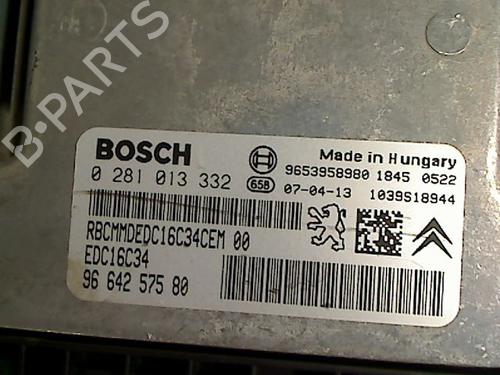 B-PARTS
BOSCH
0 281 013 332
658
Made in Hungary
9653958980 1845 0522
07-04-13 1039S18944
RBCMMDEDC16C34CEM 00
EDC16C34
96 642 575 80